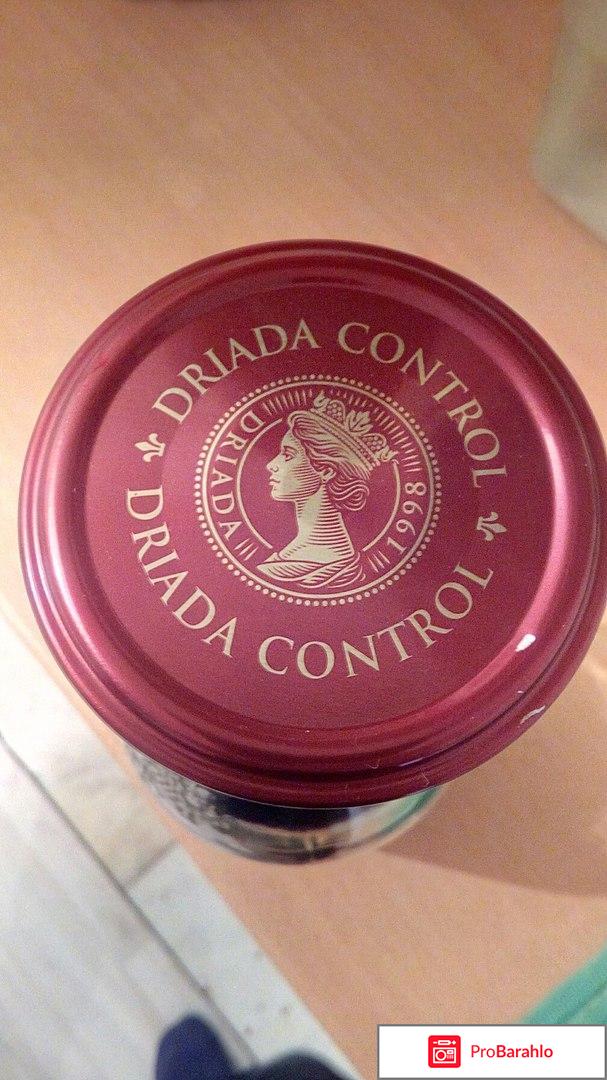 DRIADA CONTROL
DRIADA CONTROL
DRIADA
1998
ProBarahlo